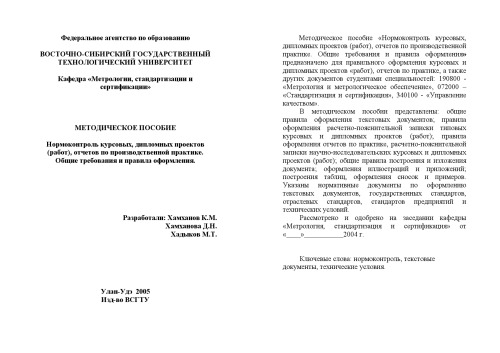 Федеральное агентство по образованию
ВОСТОЧНО-СИБИРСКИЙ ГОСУДАРСТВЕННЫЙ
ТЕХНОЛОГИЧЕСКИЙ УНИВЕРСИТЕТ
Кафедра «Метрология, стандартизация и
сертификация»
МЕТОДИЧЕСКОЕ ПОСОБИЕ
Нормоконтроль курсовых, дипломных проектов
(работ), отчетов по производственной практике.
Общие требования и правила оформления.
Разработали: Хамханов К.М.
Хамханова Д.Н.
Хадыков М.Т.
Улан-Удэ 2005
Изд-во ВСГТУ
Методическое пособие «Нормоконтроль курсовых,
дипломных проектов (работ), отчетов по производственной
практике. Общие требования и правила оформления»
предназначено для правильного оформления курсовых и
дипломных проектов (работ), отчетов по практике, а также
других документов студентами специальностей: 190800 -
«Метрология и метрологическое обеспечение», 072000 –
«Стандартизация и сертификация», 340100 - «Управление
качеством».
В методическом пособии представлены: общие
правила оформления текстовых документов; правила
оформления расчетно-пояснительной записки типовых
курсовых и дипломных проектов (работ); правила
оформления отчетов по практике, расчетно-пояснительной
записки научно-исследовательских курсовых и дипломных
проектов (работ); общие правила построения и изложения
документа; оформления иллюстраций и приложений,
построения таблиц, оформления сносок и примеров.
Указаны нормативные документы по оформлению
текстовых документов, государственных стандартов,
отраслевых стандартов, стандартов предприятий и
технических условий.
Рассмотрено и одобрено на заседании кафедры
«Метрология, стандартизация и сертификация» от
«____»____________2004 г.
Ключевые слова: нормоконтроль, текстовые
документы, технические условия.